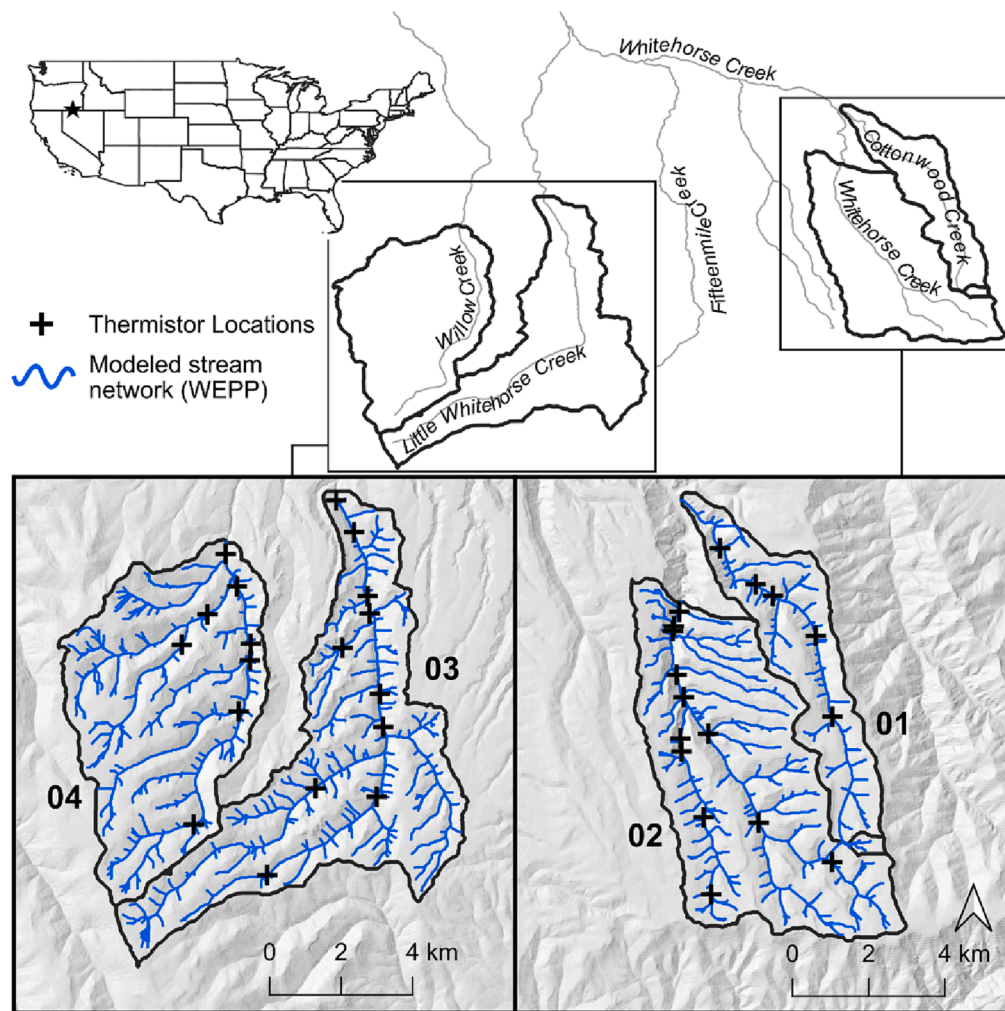 Whitehorse Creek
Cottonwood Creek
Whitehorse Creek
Fifteenmile Creek
Willow Creek
Little Whitehorse Creek
Thermistor Locations
Modeled stream
network (WEPP)
03
04
01
02
0 2 4 km
0 2 4 km